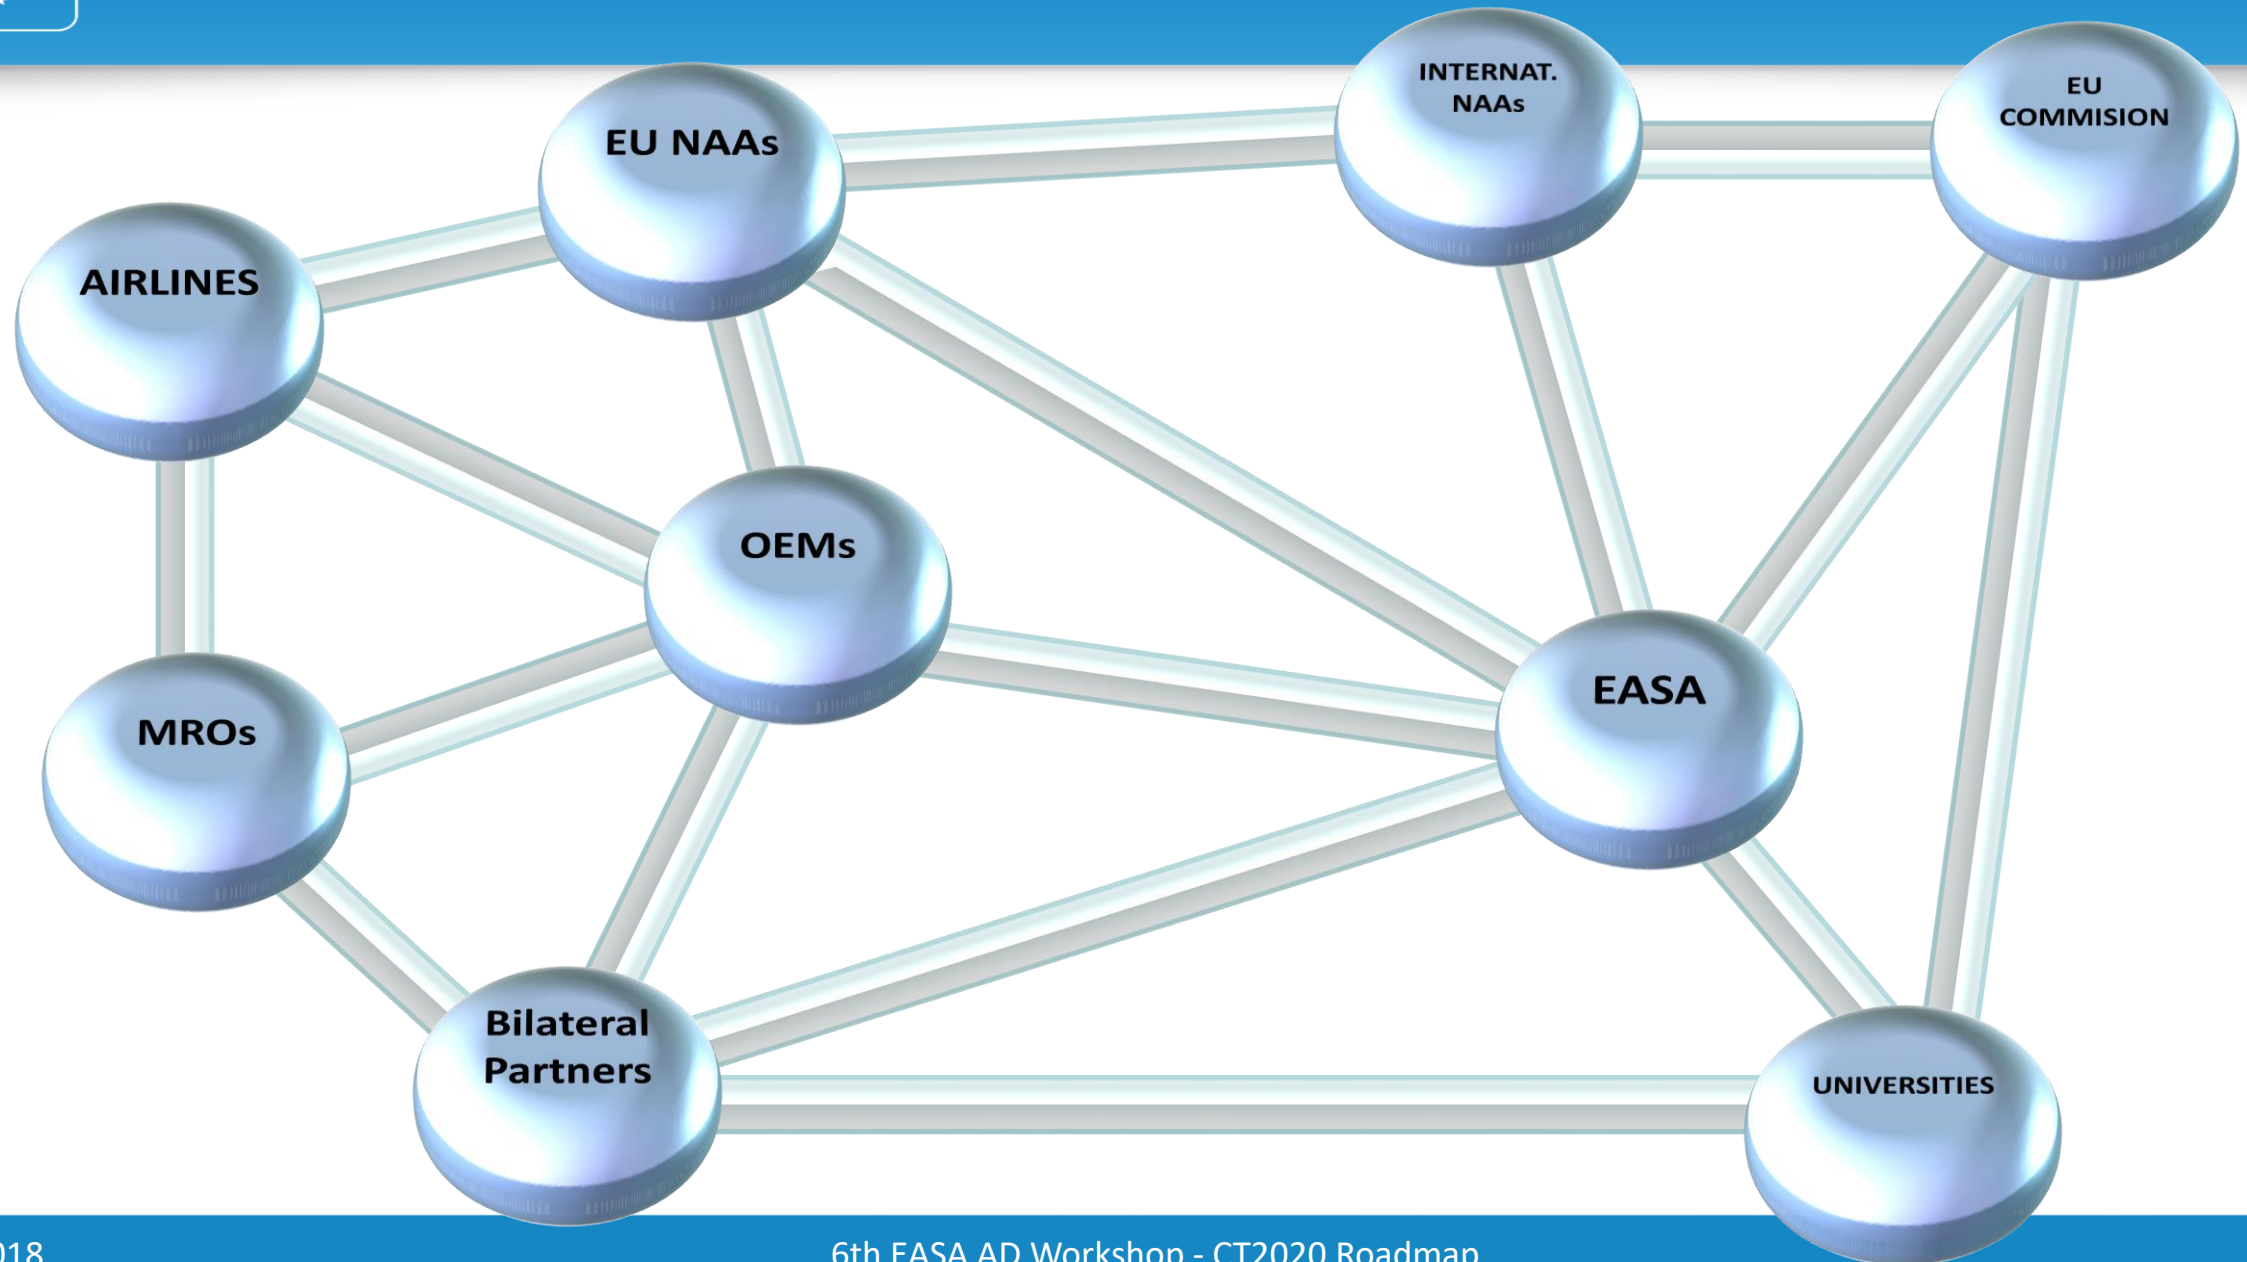 INTERNAT.
NAAs
EU
COMMISION
EU NAAs
AIRLINES
OEMs
EASA
MROs
Bilateral
Partners
UNIVERSITIES
6th EASA AD Workshop - CT2020 Roadmap